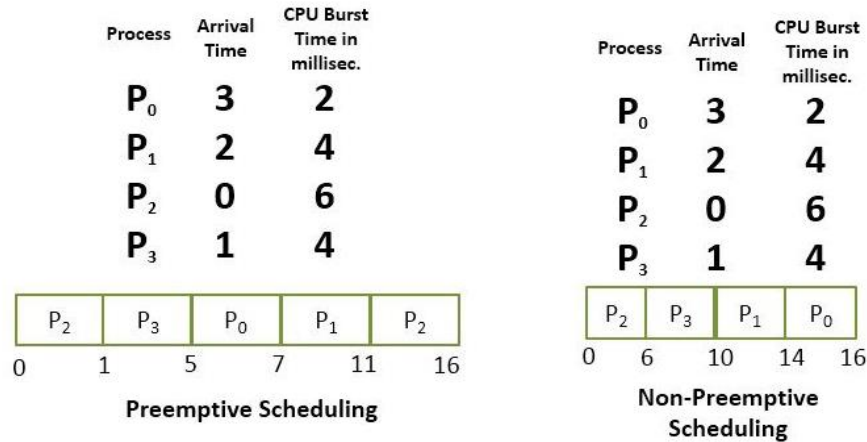 Process Arrival Time CPU Burst Time in millisec.
P₀ 3 2
P₁ 2 4
P₂ 0 6
P₃ 1 4
P₂ P₃ P₀ P₁ P₂
0 1 5 7 11 16
Preemptive Scheduling
Process Arrival Time CPU Burst Time in millisec.
P₀ 3 2
P₁ 2 4
P₂ 0 6
P₃ 1 4
P₂ P₃ P₁ P₀
0 6 10 14 16
Non-Preemptive
Scheduling